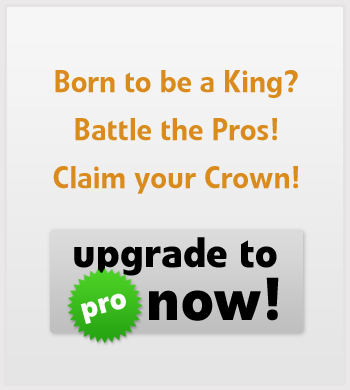 Born to be a King?
Battle the Pros!
Claim your Crown!
upgrade to
pro now!